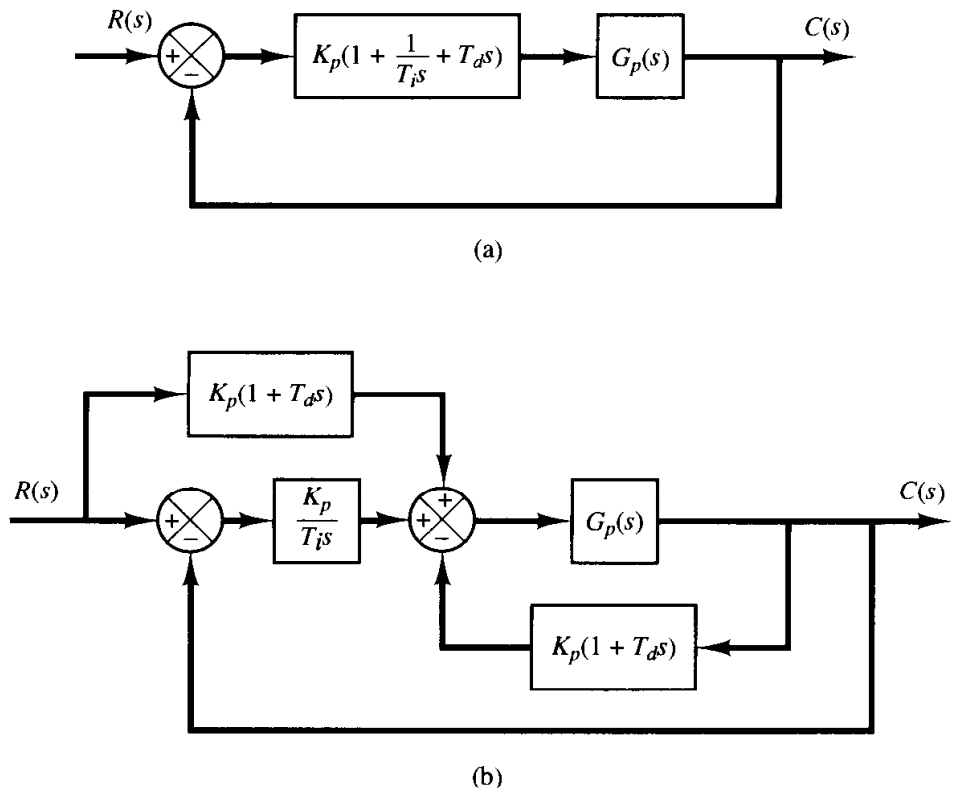 R(s)
+
−
K_p(1 + 1/(T_i s) + T_d s)
G_p(s)
C(s)
(a)
K_p(1 + T_d s)
R(s)
+
−
K_p/(T_i s)
+
+
−
G_p(s)
C(s)
K_p(1 + T_d s)
(b)